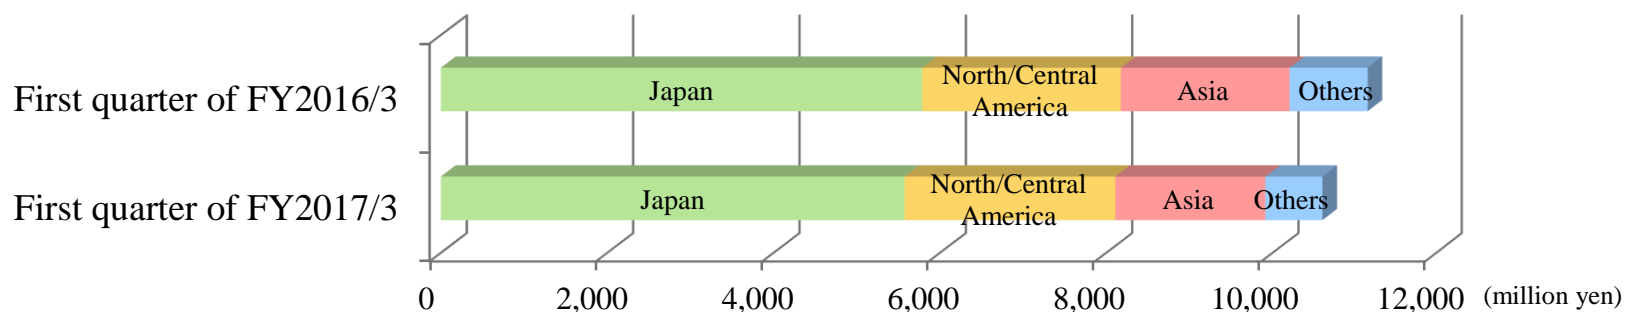 First quarter of FY2016/3
Japan
North/Central
America
Asia
Others
First quarter of FY2017/3
Japan
North/Central
America
Asia
Others
0 2,000 4,000 6,000 8,000 10,000 12,000 (million yen)